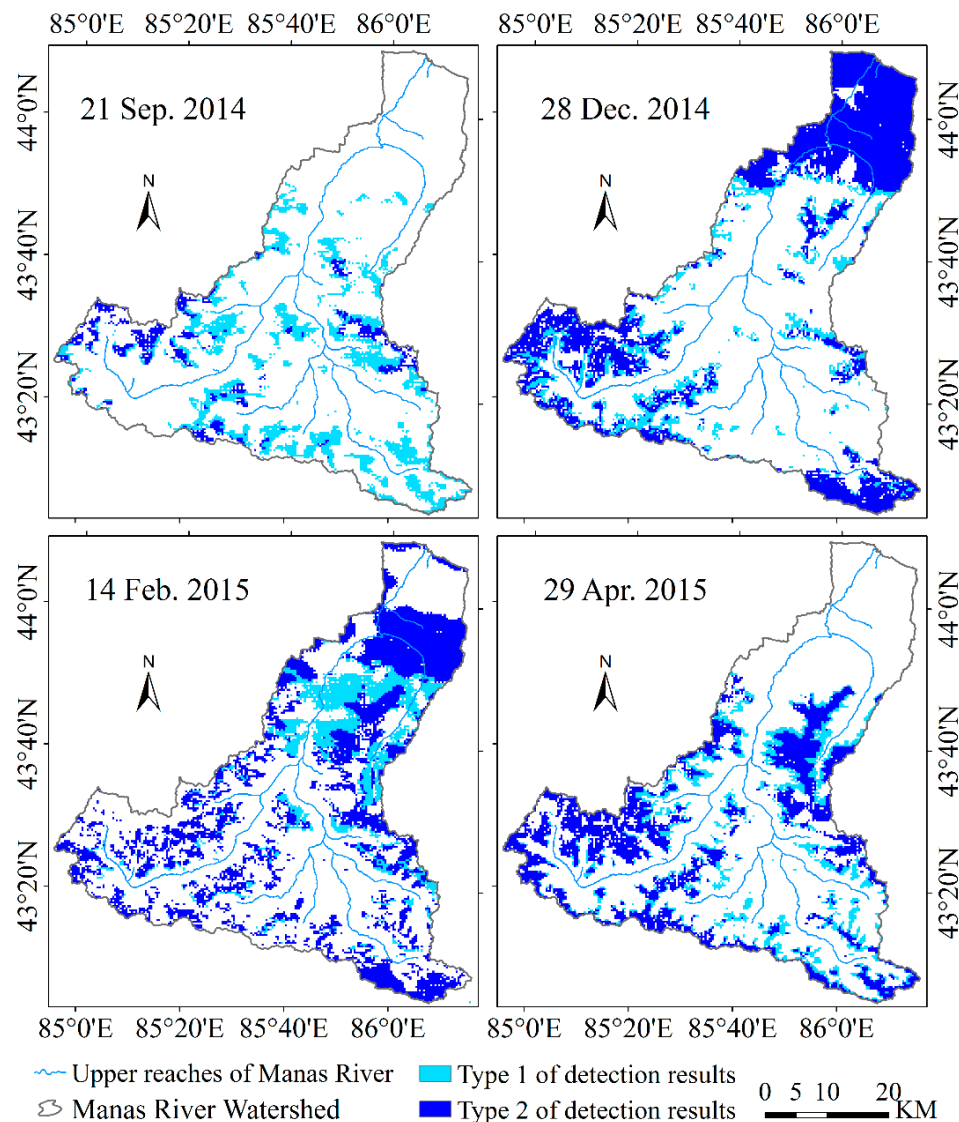 85°0'E 85°20'E 85°40'E 86°0'E
85°0'E 85°20'E 85°40'E 86°0'E
44°0'N
43°40'N
43°20'N
21 Sep. 2014
N
28 Dec. 2014
N
44°0'N
43°40'N
43°20'N
44°0'N
43°40'N
43°20'N
14 Feb. 2015
N
29 Apr. 2015
N
44°0'N
43°40'N
43°20'N
85°0'E 85°20'E 85°40'E 86°0'E
85°0'E 85°20'E 85°40'E 86°0'E
Upper reaches of Manas River
Type 1 of detection results
Manas River Watershed
Type 2 of detection results
0 5 10 20
KM